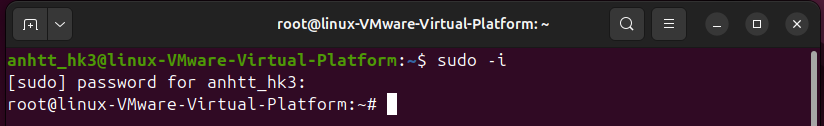 root@linux-VMware-Virtual-Platform: ~
anhtt_hk3@linux-VMware-Virtual-Platform:~$ sudo -i
[sudo] password for anhtt_hk3:
root@linux-VMware-Virtual-Platform:~#